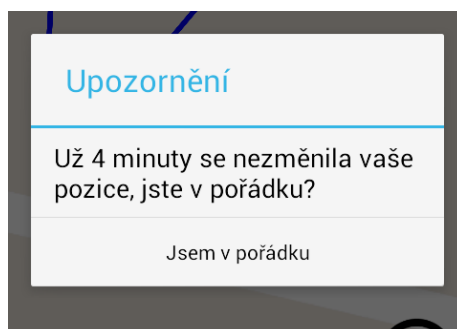 Upozornění
Už 4 minuty se nezměnila vaše
pozice, jste v pořádku?
Jsem v pořádku